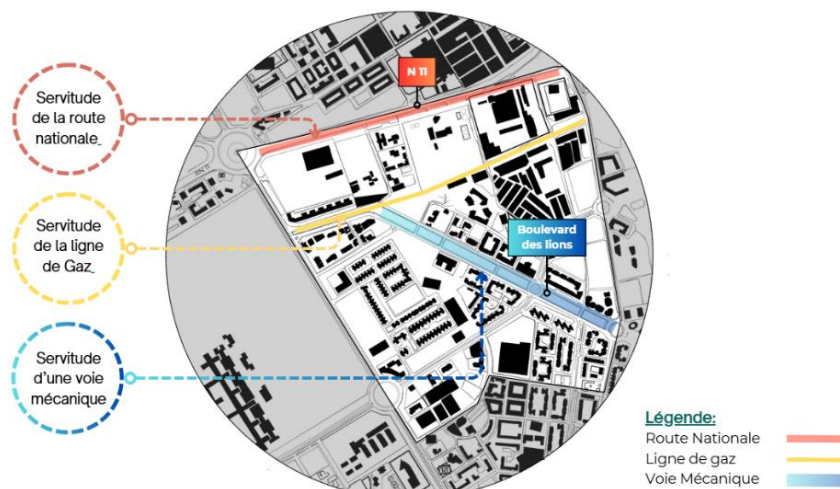 N 11
Servitude
de la route
nationale
Servitude
de la ligne
de Gaz
Boulevard
des lions
Servitude
d'une voie
mécanique
Légende:
Route Nationale
Ligne de gaz
Voie Mécanique